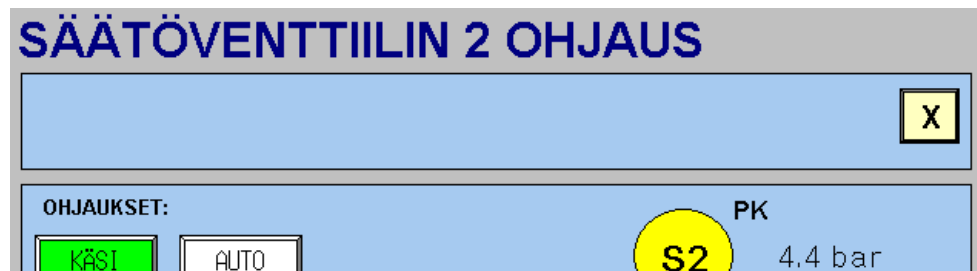 SÄÄTÖVENTTIILIN 2 OHJAUS
X
OHJAUKSET:
PK
KÄSI AUTO S2 4.4 bar